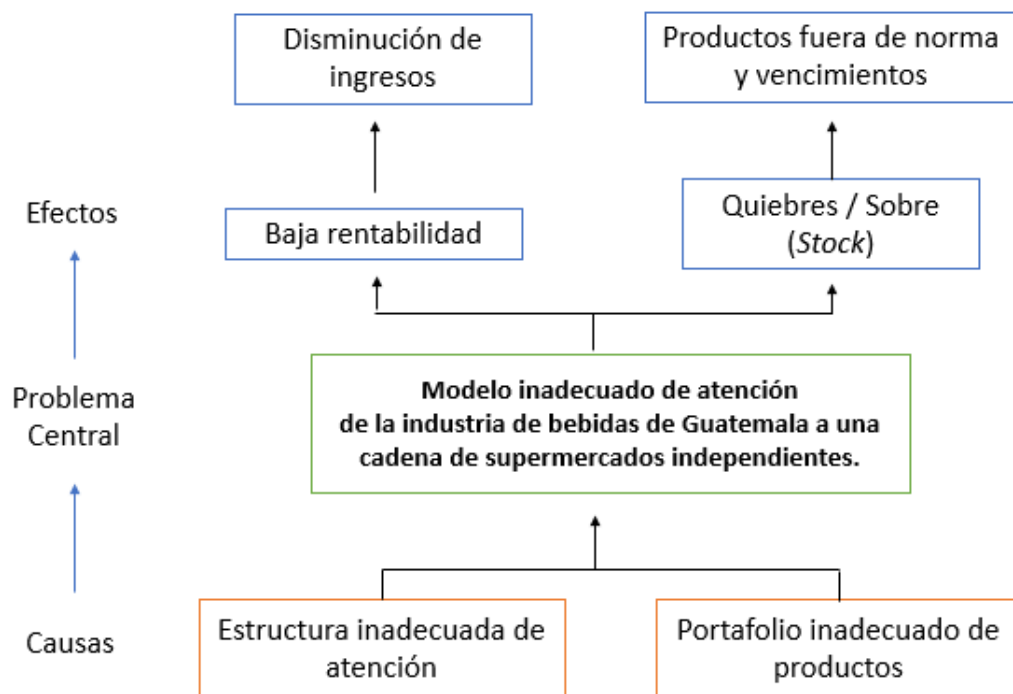 Disminución de
ingresos
Productos fuera de norma
y vencimientos
Efectos
Baja rentabilidad
Quiebres / Sobre
(Stock)
Problema
Central
Modelo inadecuado de atención
de la industria de bebidas de Guatemala a una
cadena de supermercados independientes.
Causas
Estructura inadecuada de
atención
Portafolio inadecuado de
productos